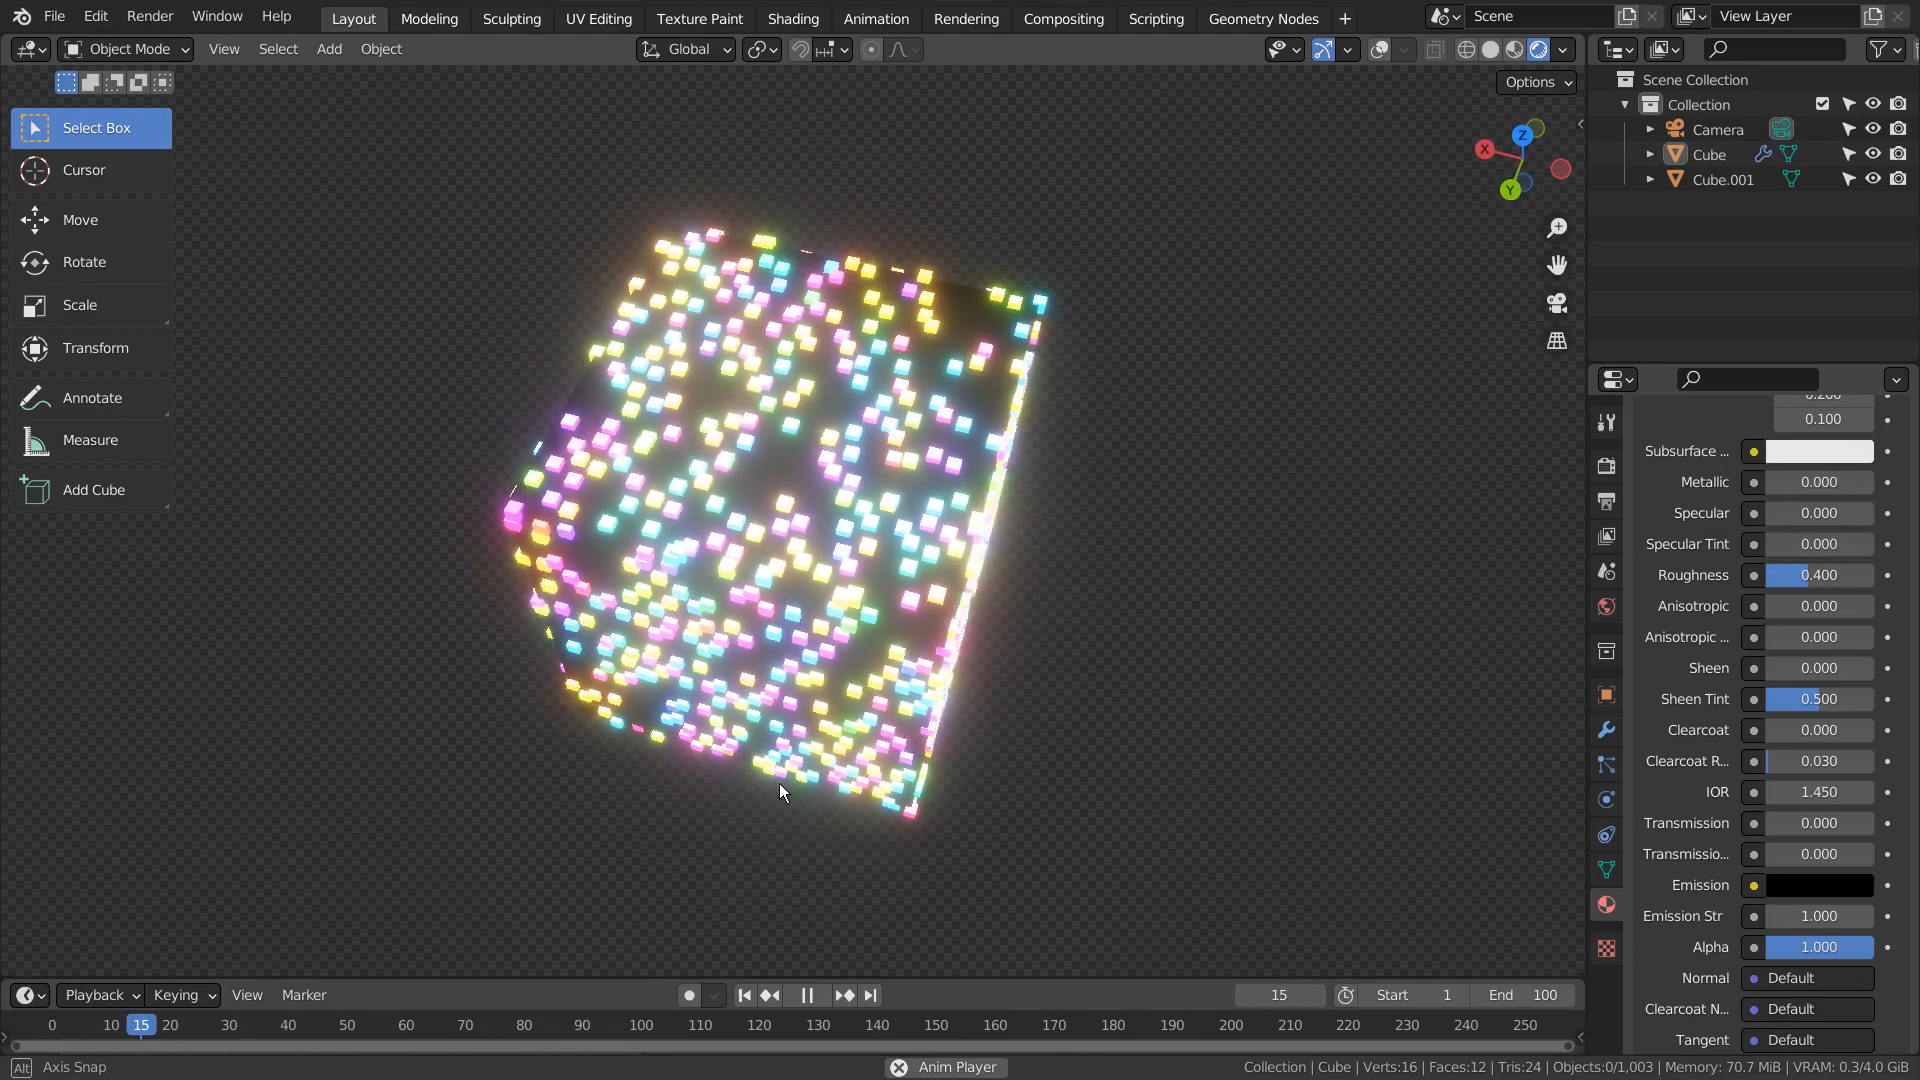 File Edit Render Window Help Layout Modeling Sculpting UV Editing Texture Paint Shading Animation Rendering Compositing Scripting Geometry Nodes + Scene View Layer
Object Mode View Select Add Object Global
Options
Select Box
Cursor
Move
Rotate
Scale
Transform
Annotate
Measure
Add Cube
Z
X
Y
Scene Collection
Collection
Camera
Cube
Cube.001
0.200
0.100
Subsurface ...
Metallic 0.000
Specular 0.000
Specular Tint 0.000
Roughness 0.400
Anisotropic 0.000
Anisotropic ... 0.000
Sheen 0.000
Sheen Tint 0.500
Clearcoat 0.000
Clearcoat R... 0.030
IOR 1.450
Transmission 0.000
Transmissio... 0.000
Emission
Emission Str 1.000
Alpha 1.000
Normal Default
Clearcoat N... Default
Tangent Default
Playback Keying View Marker 15 Start 1 End 100
0 10 15 20 30 40 50 60 70 80 90 100 110 120 130 140 150 160 170 180 190 200 210 220 230 240 250
Alt Axis Snap Anim Player Collection | Cube | Verts:16 | Faces:12 | Tris:24 | Objects:0/1,003 | Memory: 70.7 MiB | VRAM: 0.3/4.0 GiB